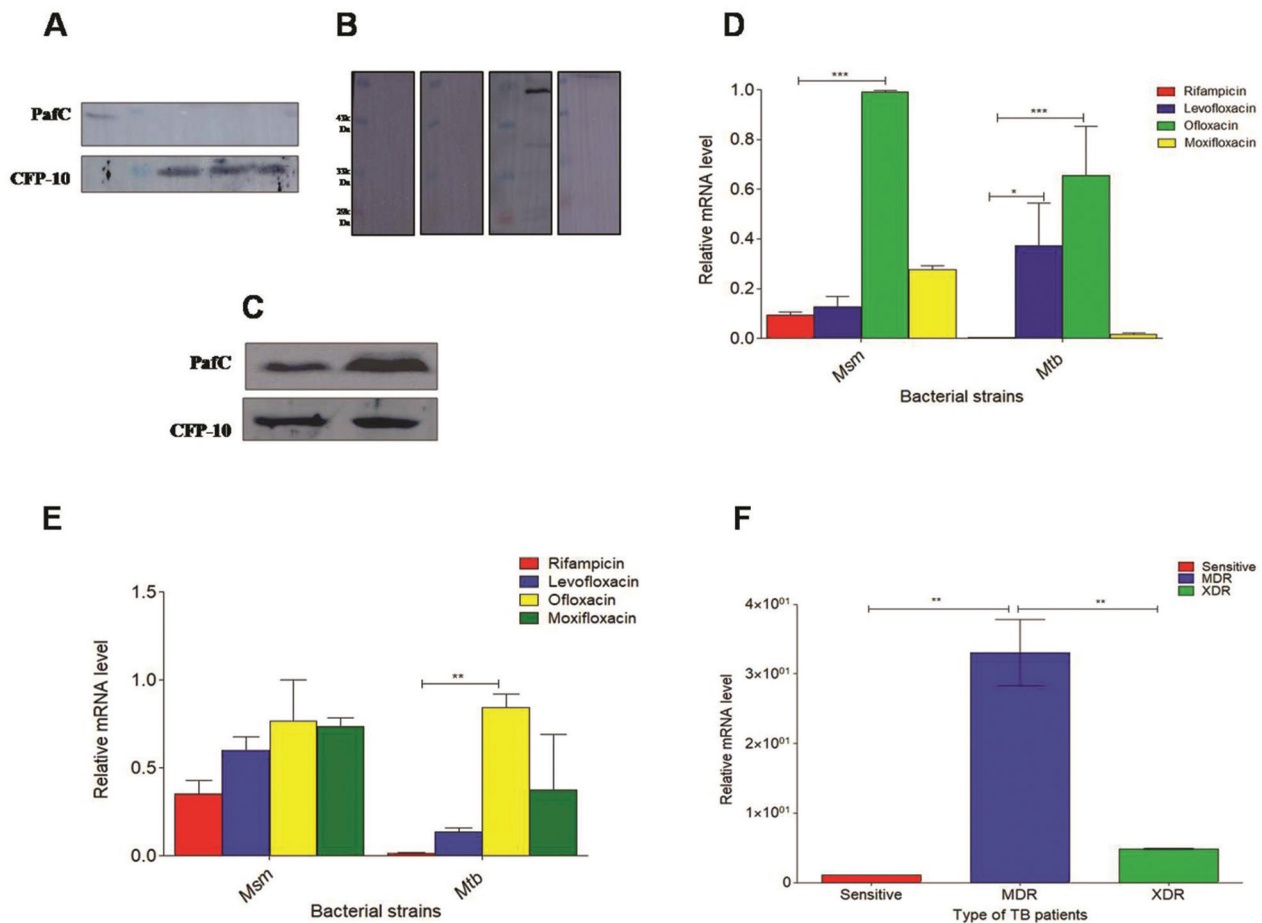 A
PafC
CFP-10
B
43k
Da
33k
Da
29k
Da
C
PafC
CFP-10
D
Relative mRNA level
1.0
0.8
0.6
0.4
0.2
0.0
***
***
*
Rifampicin
Levofloxacin
Ofloxacin
Moxifloxacin
Msm
Mtb
Bacterial strains
E
Relative mRNA level
1.5
1.0
0.5
0.0
**
Rifampicin
Levofloxacin
Ofloxacin
Moxifloxacin
Msm
Mtb
Bacterial strains
F
Relative mRNA level
4×10⁰¹
3×10⁰¹
2×10⁰¹
1×10⁰¹
0
**
**
Sensitive
MDR
XDR
Sensitive
MDR
XDR
Type of TB patients